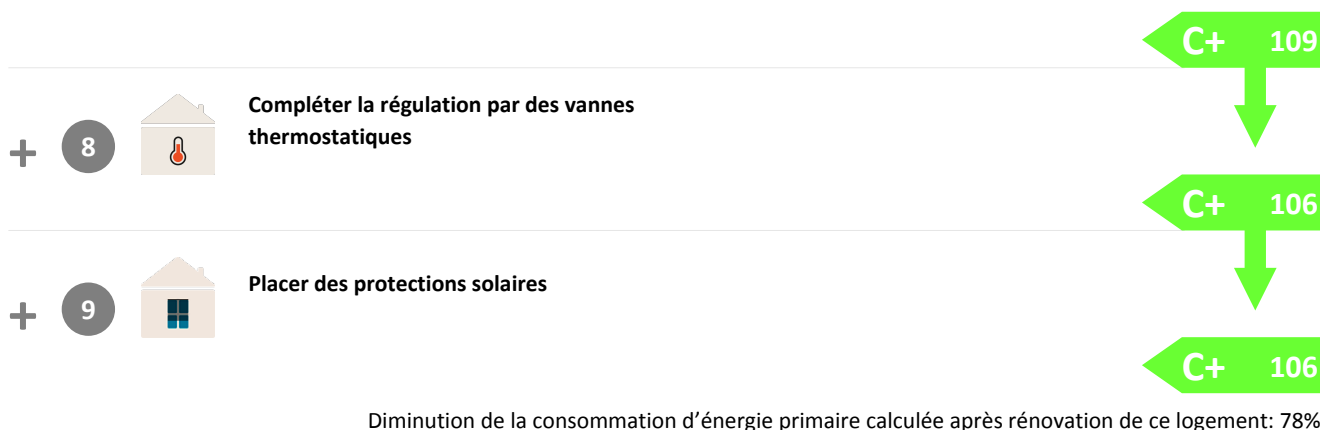 C+ 109
+ 8 Compléter la régulation par des vannes
thermostatiques
C+ 106
+ 9 Placer des protections solaires
C+ 106
Diminution de la consommation d’énergie primaire calculée après rénovation de ce logement: 78%